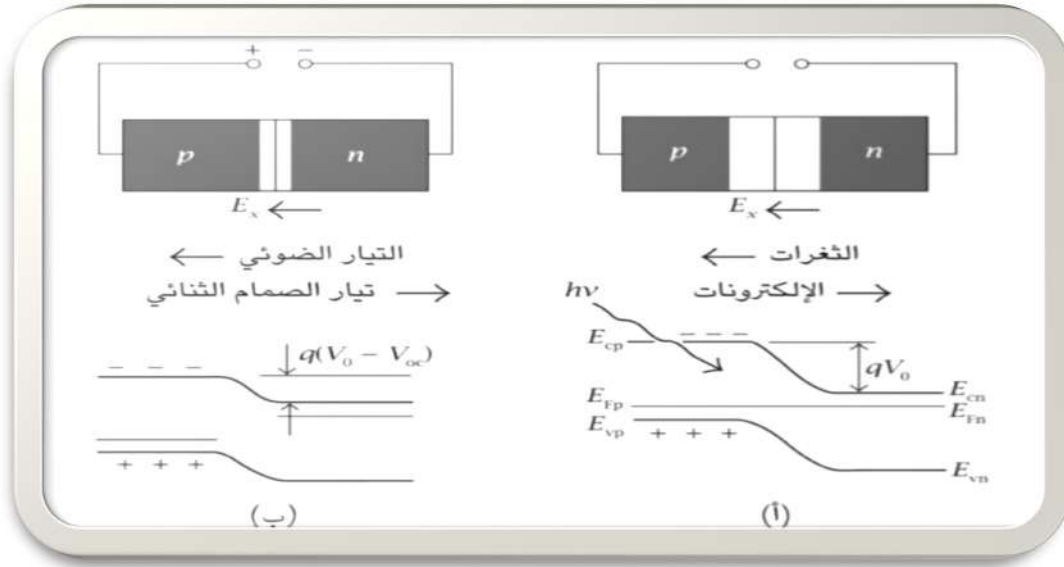 + −
p n
p n
E_x ←
E_x ←
الثغرات ←
الإلكترونات →
← التيار الضوئي
تيار الصمام الثنائي →
hν
E_cp
− − −
qV_0
E_cn
E_Fp
E_Fn
E_vp
+ + +
E_vn
(أ)
− − −
q(V_0 − V_oc)
+ + +
(ب)